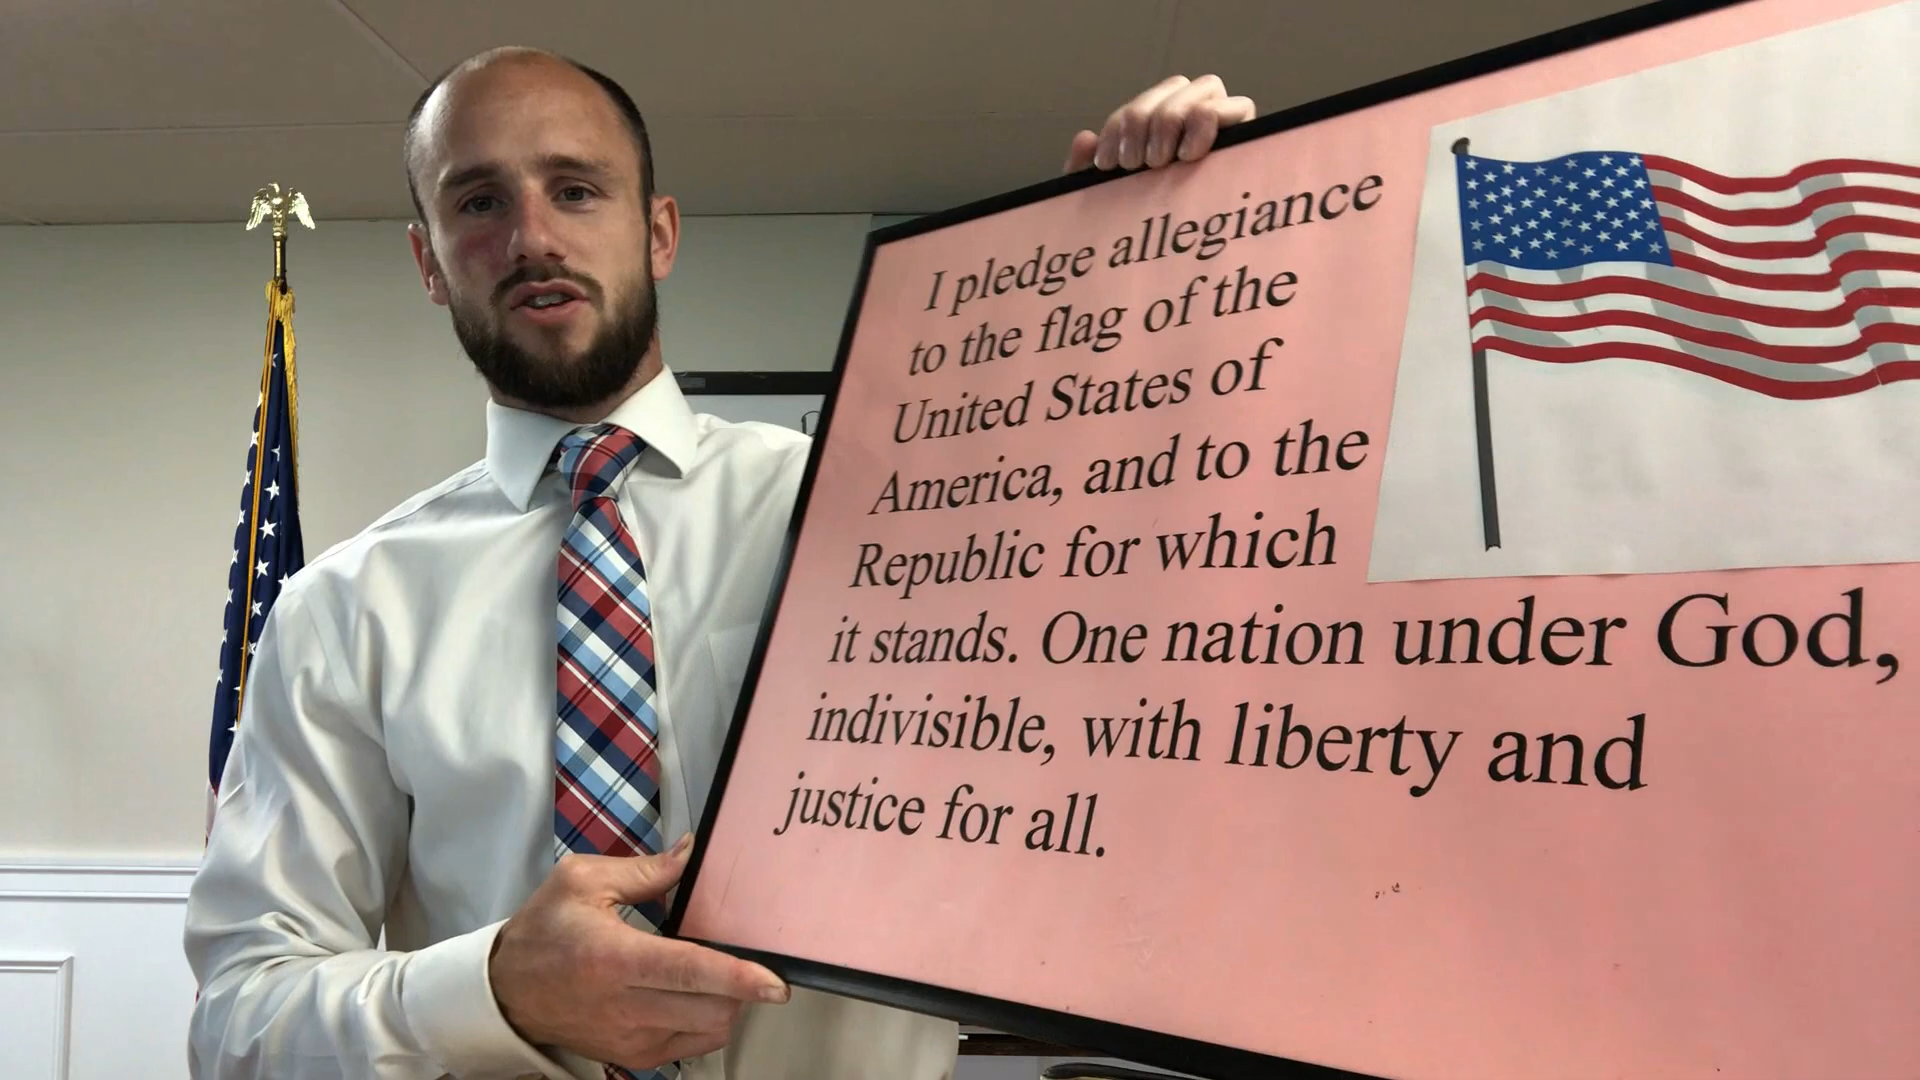 I pledge allegiance
to the flag of the
United States of
America, and to the
Republic for which
it stands. One nation under God,
indivisible, with liberty and
justice for all.